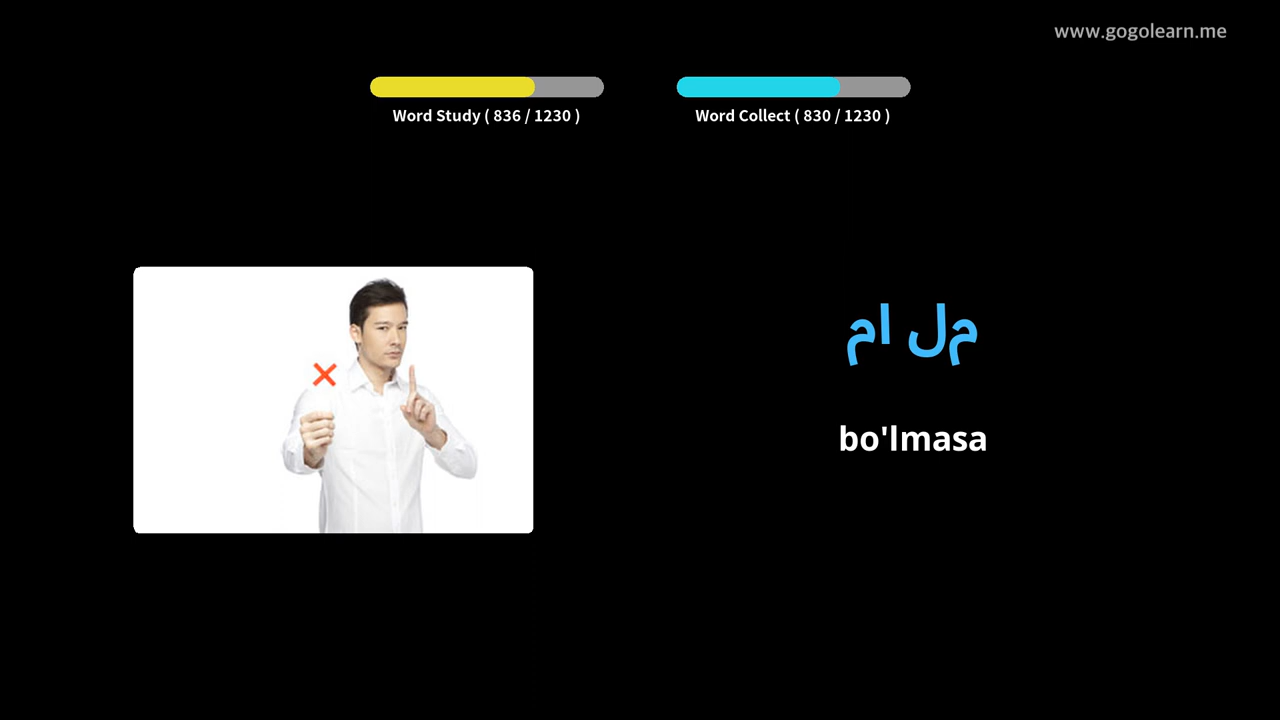 www.gogolearn.me
Word Study ( 836 / 1230 )
Word Collect ( 830 / 1230 )
ما لم
bo'lmasa